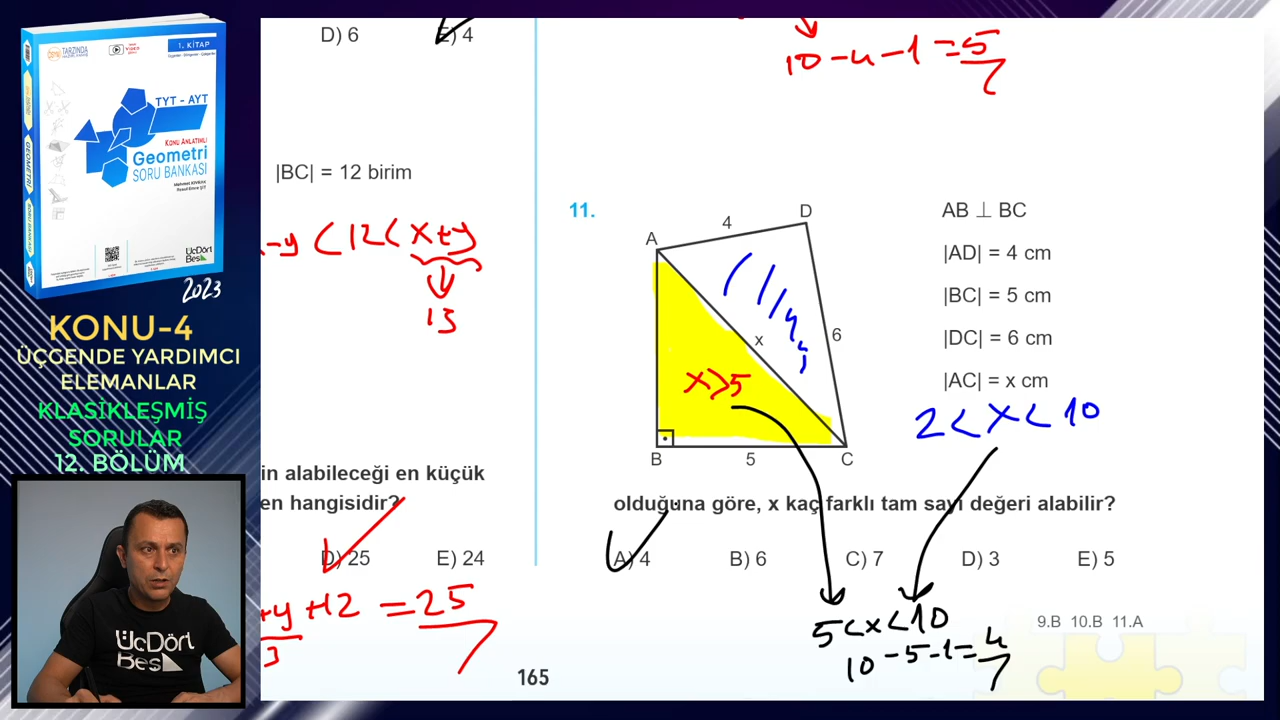 TYT - AYT
1. KİTAP
KONU ANLATIMLI
Geometri
SORU BANKASI
ÜçDört
Beş
2023
KONU-4
ÜÇGENDE YARDIMCI
ELEMANLAR
KLASİKLEŞMİŞ
SORULAR
12. BÖLÜM
ÜcDört
Beş
D) 6
E) 4
|BC| = 12 birim
-y < 12 < x+y
13
in alabileceği en küçük
en hangisidir?
D) 25
E) 24
+y +12 = 25
3
10 - 4 - 1 = 5
11.
A
4
D
x
6
x>5
B
5
C
AB ⊥ BC
|AD| = 4 cm
|BC| = 5 cm
|DC| = 6 cm
|AC| = x cm
2 < x < 10
olduğuna göre, x kaç farklı tam sayı değeri alabilir?
A) 4
B) 6
C) 7
D) 3
E) 5
5 < x < 10
10 - 5 - 1 = 4
9.B 10.B 11.A
165